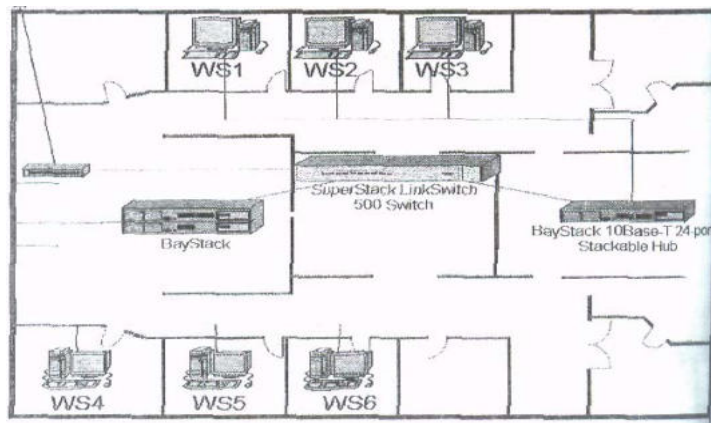 WS1 WS2 WS3
SuperStack LinkSwitch
500 Switch
BayStack
BayStack 10Base-T 24-por
Stackable Hub
WS4 WS5 WS6